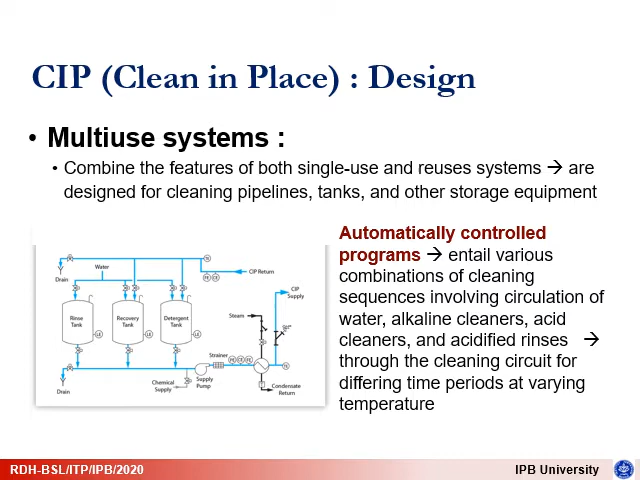 CIP (Clean in Place) : Design
• Multiuse systems :
• Combine the features of both single-use and reuses systems → are
designed for cleaning pipelines, tanks, and other storage equipment
Automatically controlled
programs → entail various
combinations of cleaning
sequences involving circulation of
water, alkaline cleaners, acid
cleaners, and acidified rinses →
through the cleaning circuit for
differing time periods at varying
temperature
Drain
Water
CIP Return
CIP
Supply
Rinse
Tank
Recovery
Tank
Detergent
Tank
LE
LE
LE
Steam
Strainer
Drain
Chemical
Supply
Supply
Pump
Condensate
Return
RDH-BSL/ITP/IPB/2020
IPB University